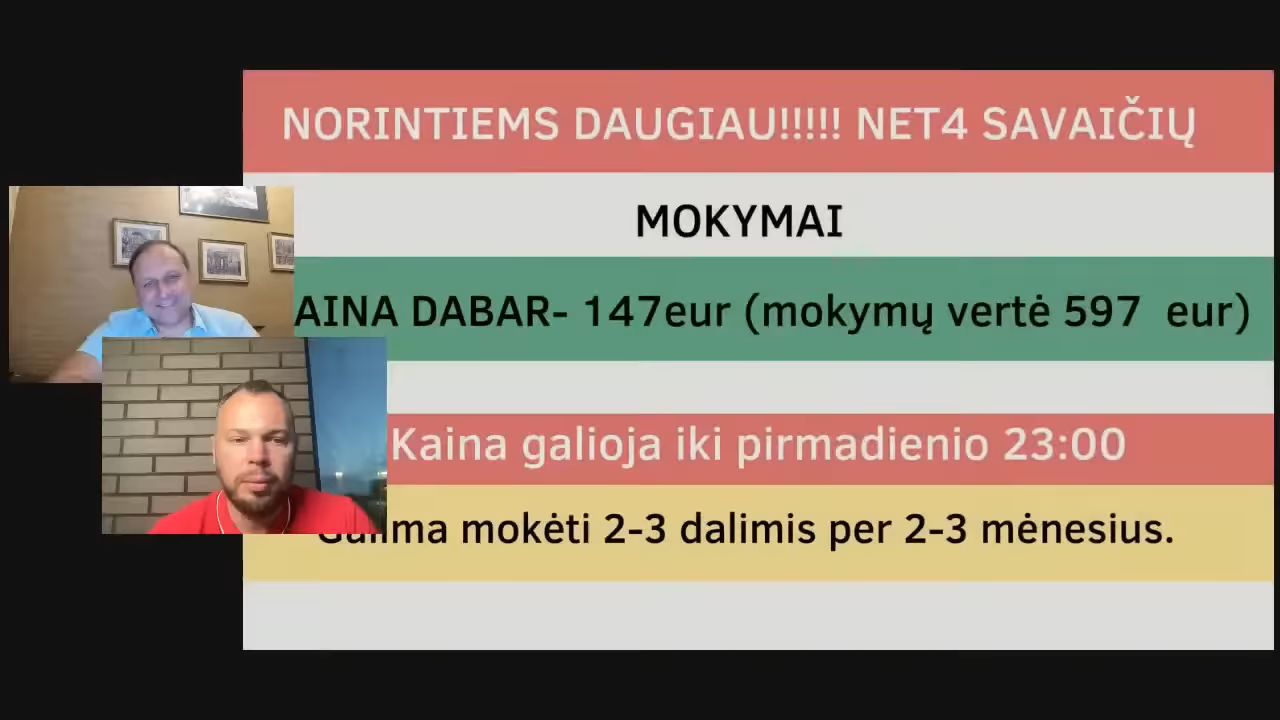 NORINTIEMS DAUGIAU!!!!! NET4 SAVAIČIŲ
MOKYMAI
AINA DABAR- 147eur (mokymų vertė 597 eur)
Kaina galioja iki pirmadienio 23:00
mokėti 2-3 dalimis per 2-3 mėnesius.